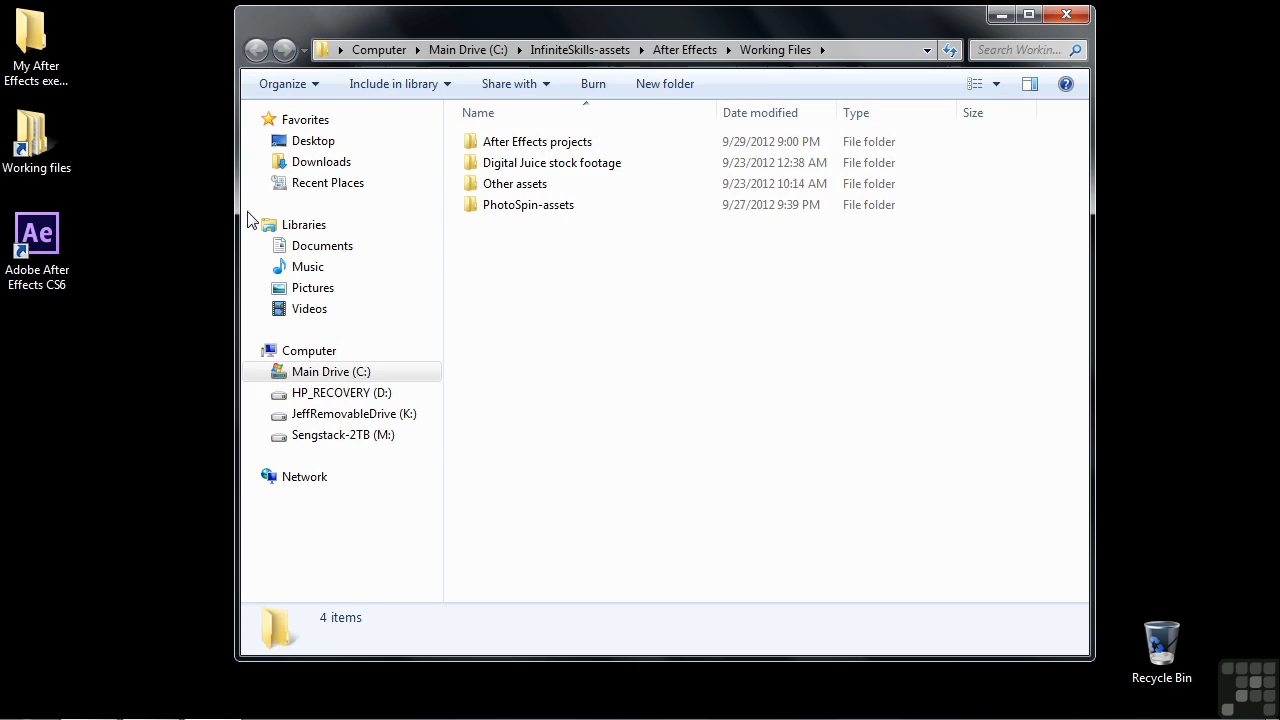 My After
Effects exe...
Working files
Ae
Adobe After
Effects CS6
Computer Main Drive (C:) InfiniteSkills-assets After Effects Working Files
Search Workin...
Organize Include in library Share with Burn New folder
Favorites
Desktop
Downloads
Recent Places
Libraries
Documents
Music
Pictures
Videos
Computer
Main Drive (C:)
HP_RECOVERY (D:)
JeffRemovableDrive (K:)
Sengstack-2TB (M:)
Network
Name Date modified Type Size
After Effects projects 9/29/2012 9:00 PM File folder
Digital Juice stock footage 9/23/2012 12:38 AM File folder
Other assets 9/23/2012 10:14 AM File folder
PhotoSpin-assets 9/27/2012 9:39 PM File folder
4 items
Recycle Bin